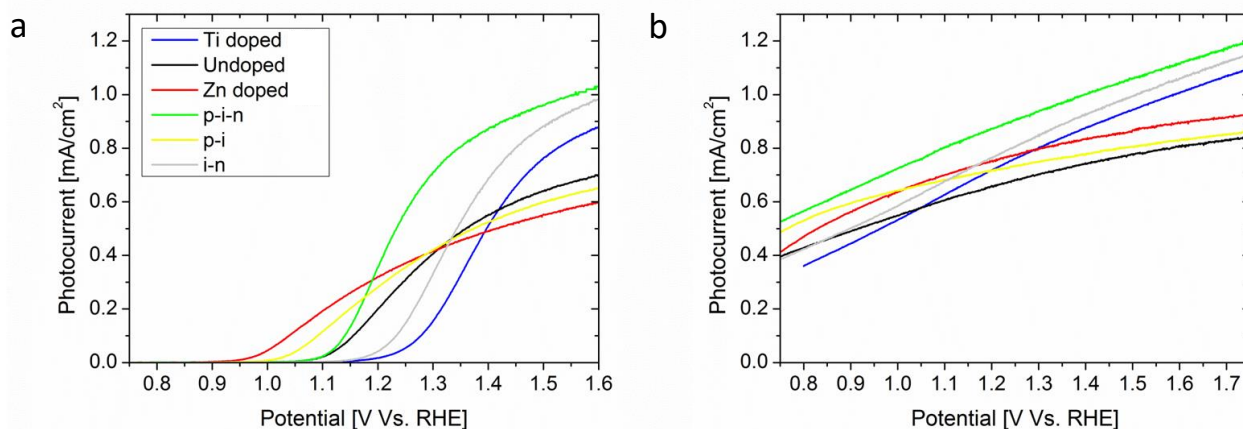 a
Photocurrent [mA/cm²]
1.2
1.0
0.8
0.6
0.4
0.2
0.0
Ti doped
Undoped
Zn doped
p-i-n
p-i
i-n
0.8 0.9 1.0 1.1 1.2 1.3 1.4 1.5 1.6
Potential [V Vs. RHE]
b
Photocurrent [mA/cm²]
1.2
1.0
0.8
0.6
0.4
0.2
0.0
0.8 0.9 1.0 1.1 1.2 1.3 1.4 1.5 1.6 1.7
Potential [V Vs. RHE]